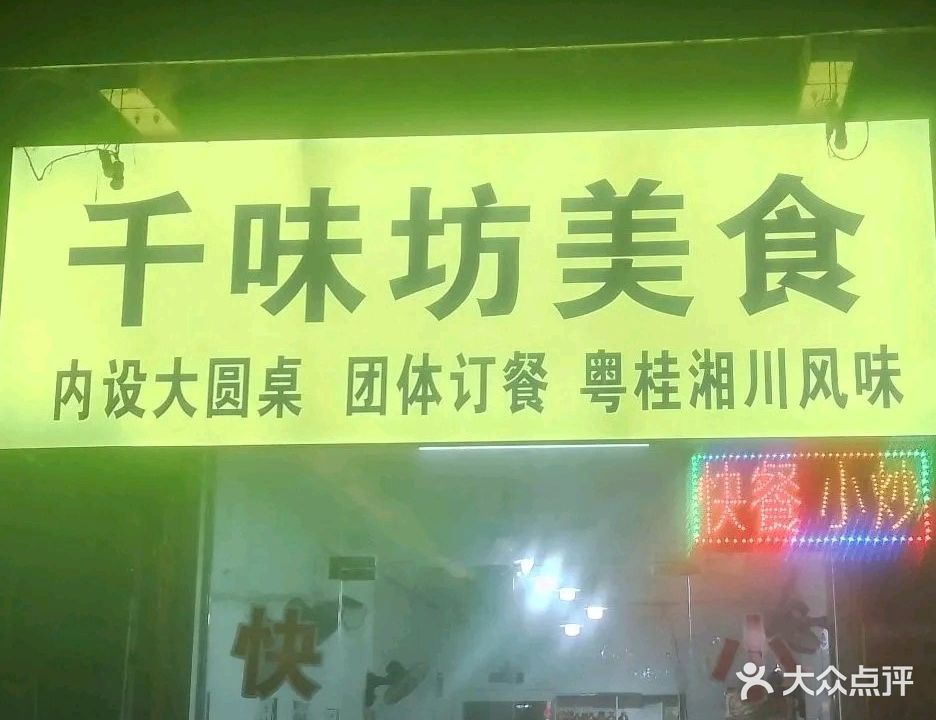 千味坊美食
内设大圆桌 团体订餐 粤桂湘川风味
快餐 小炒
快 小
大众点评